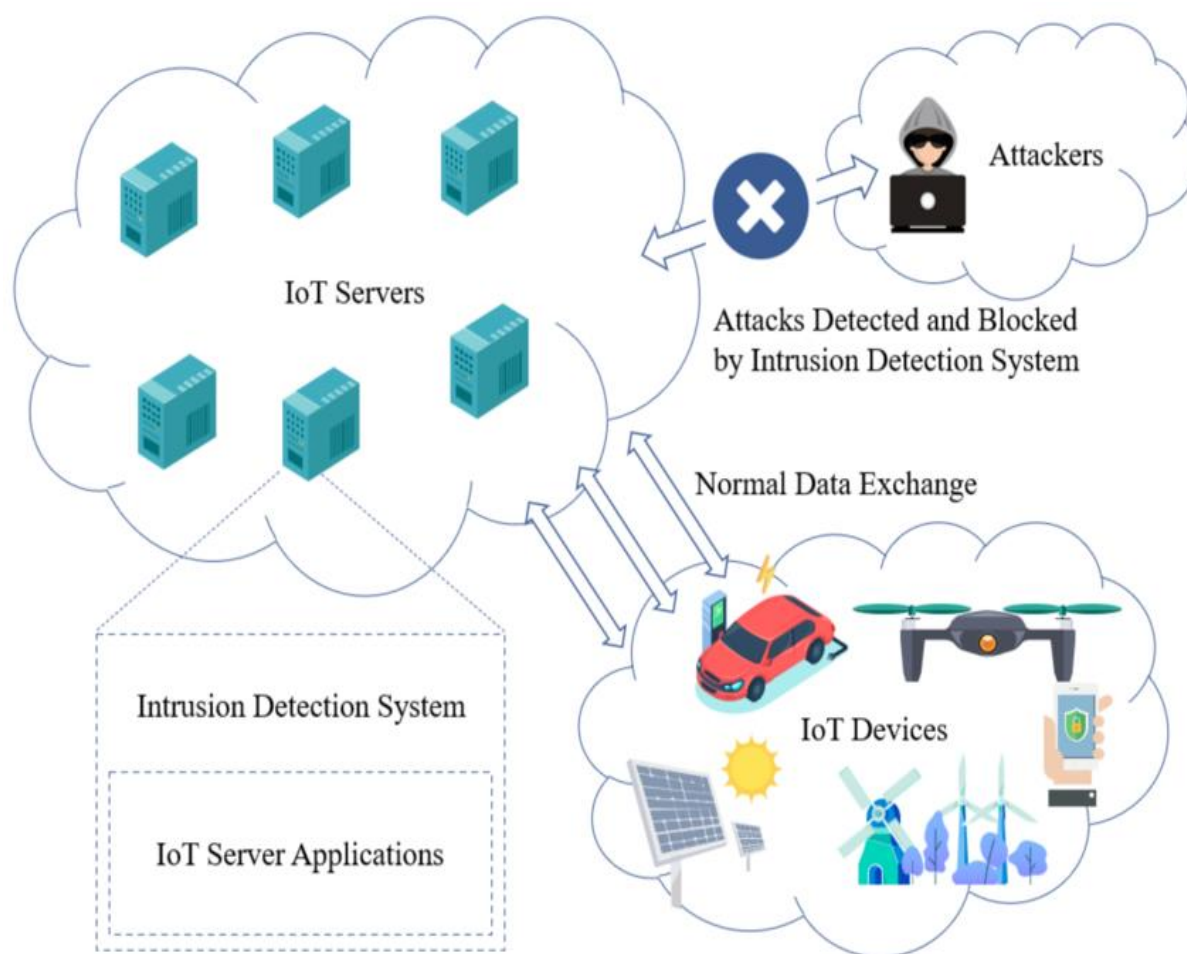 Attackers
IoT Servers
Attacks Detected and Blocked
by Intrusion Detection System
Normal Data Exchange
Intrusion Detection System
IoT Devices
IoT Server Applications